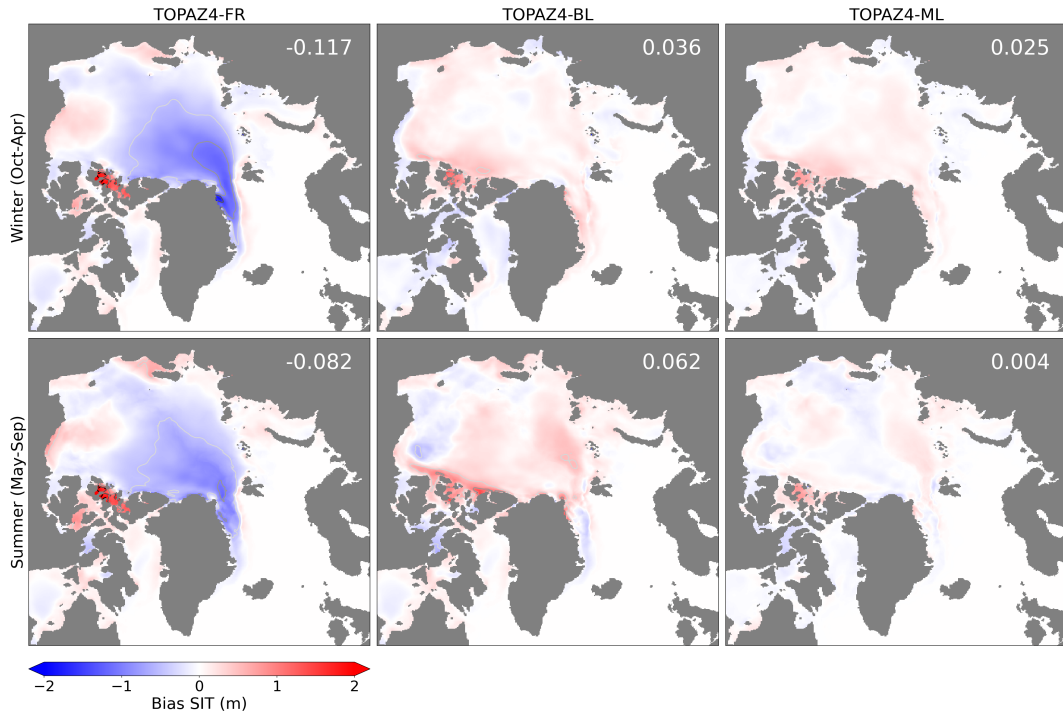 TOPAZ4-FR TOPAZ4-BL TOPAZ4-ML
Winter (Oct-Apr)
-0.117 0.036 0.025
Summer (May-Sep)
-0.082 0.062 0.004
−2 −1 0 1 2
Bias SIT (m)